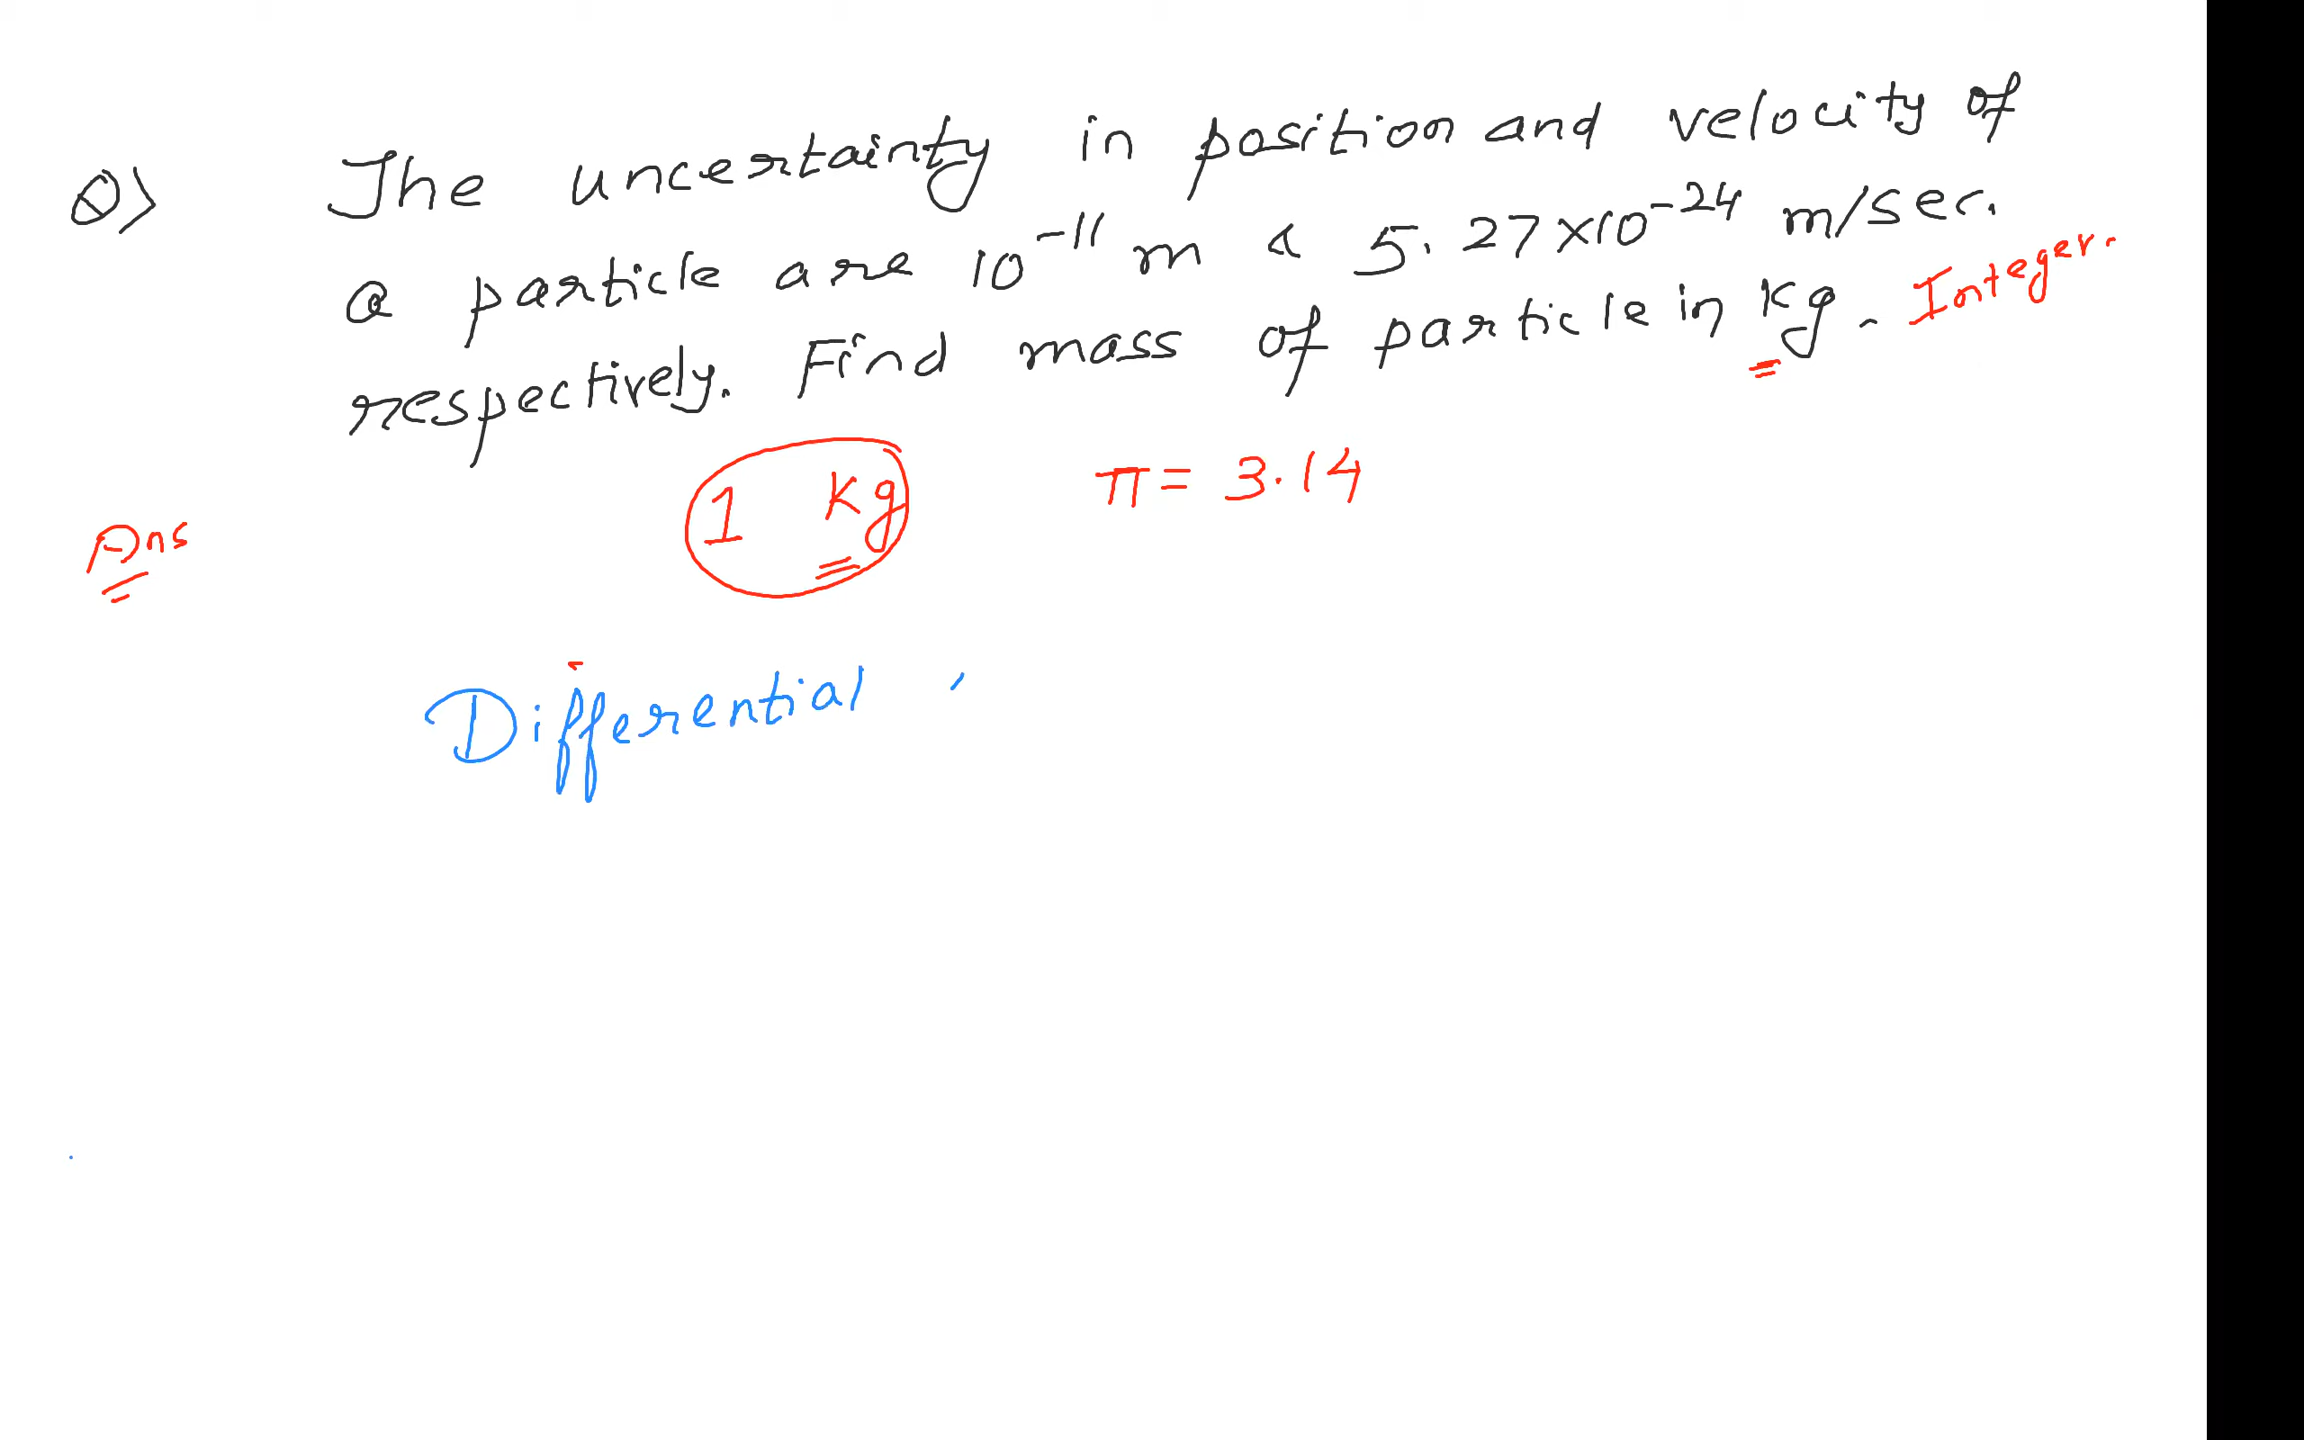 Q) The uncertainty in position and velocity of
a particle are 10⁻¹¹ m & 5.27×10⁻²⁴ m/sec.
respectively. Find mass of particle in kg. Integer.
Ans 1 kg π = 3.14
Differential